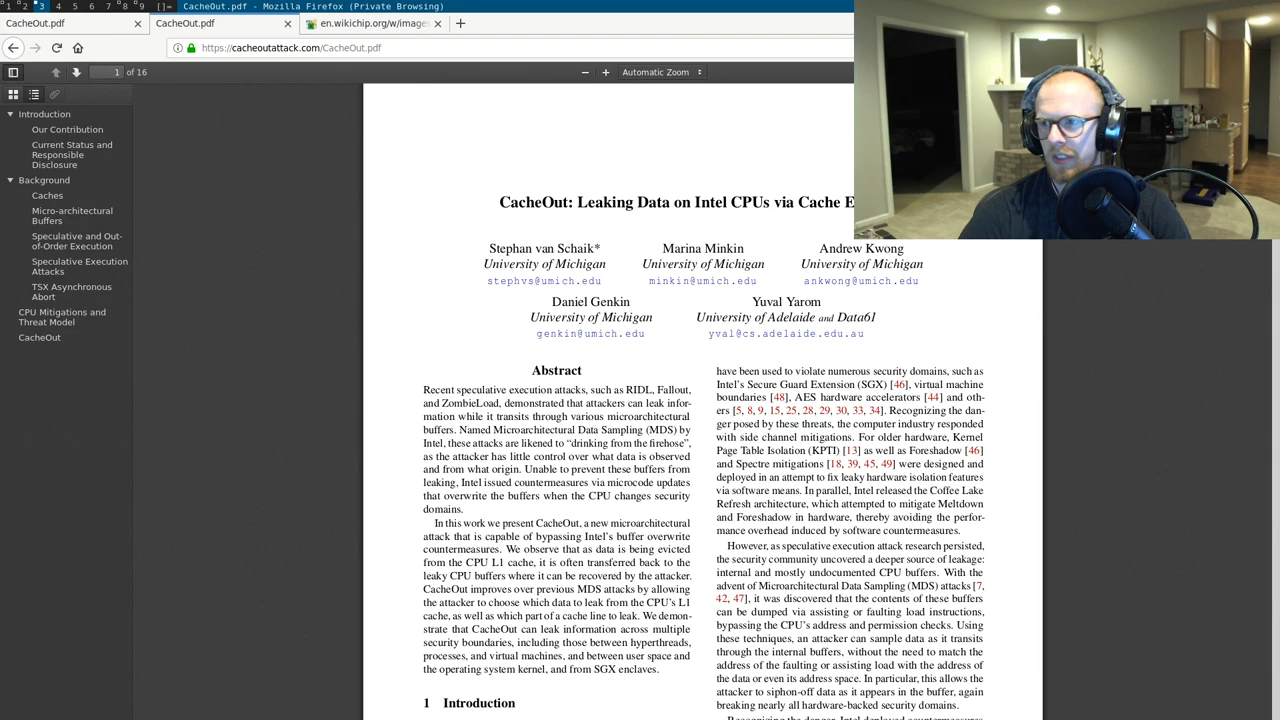 1 2 3 4 5 6 7 8 9 []= CacheOut.pdf - Mozilla Firefox (Private Browsing)
CacheOut.pdf
CacheOut.pdf
en.wikichip.org/w/image
https://cacheoutattack.com/CacheOut.pdf
1 of 16
Automatic Zoom
Introduction
Our Contribution
Current Status and
Responsible
Disclosure
Background
Caches
Micro-architectural
Buffers
Speculative and Out-
of-Order Execution
Speculative Execution
Attacks
TSX Asynchronous
Abort
CPU Mitigations and
Threat Model
CacheOut
CacheOut: Leaking Data on Intel CPUs via Cache E
Stephan van Schaik*
University of Michigan
stephvs@umich.edu
Marina Minkin
University of Michigan
minkin@umich.edu
Andrew Kwong
University of Michigan
ankwong@umich.edu
Daniel Genkin
University of Michigan
genkin@umich.edu
Yuval Yarom
University of Adelaide and Data61
yval@cs.adelaide.edu.au
Abstract
Recent speculative execution attacks, such as RIDL, Fallout,
and ZombieLoad, demonstrated that attackers can leak infor-
mation while it transits through various microarchitectural
buffers. Named Microarchitectural Data Sampling (MDS) by
Intel, these attacks are likened to “drinking from the firehose”,
as the attacker has little control over what data is observed
and from what origin. Unable to prevent these buffers from
leaking, Intel issued countermeasures via microcode updates
that overwrite the buffers when the CPU changes security
domains.
In this work we present CacheOut, a new microarchitectural
attack that is capable of bypassing Intel’s buffer overwrite
countermeasures. We observe that as data is being evicted
from the CPU L1 cache, it is often transferred back to the
leaky CPU buffers where it can be recovered by the attacker.
CacheOut improves over previous MDS attacks by allowing
the attacker to choose which data to leak from the CPU’s L1
cache, as well as which part of a cache line to leak. We demon-
strate that CacheOut can leak information across multiple
security boundaries, including those between hyperthreads,
processes, and virtual machines, and between user space and
the operating system kernel, and from SGX enclaves.
1 Introduction
have been used to violate numerous security domains, such as
Intel’s Secure Guard Extension (SGX) [46], virtual machine
boundaries [48], AES hardware accelerators [44] and oth-
ers [5, 8, 9, 15, 25, 28, 29, 30, 33, 34]. Recognizing the dan-
ger posed by these threats, the computer industry responded
with side channel mitigations. For older hardware, Kernel
Page Table Isolation (KPTI) [13] as well as Foreshadow [46]
and Spectre mitigations [18, 39, 45, 49] were designed and
deployed in an attempt to fix leaky hardware isolation features
via software means. In parallel, Intel released the Coffee Lake
Refresh architecture, which attempted to mitigate Meltdown
and Foreshadow in hardware, thereby avoiding the perfor-
mance overhead induced by software countermeasures.
However, as speculative execution attack research persisted,
the security community uncovered a deeper source of leakage:
internal and mostly undocumented CPU buffers. With the
advent of Microarchitectural Data Sampling (MDS) attacks [7,
42, 47], it was discovered that the contents of these buffers
can be dumped via assisting or faulting load instructions,
bypassing the CPU’s address and permission checks. Using
these techniques, an attacker can sample data as it transits
through the internal buffers, without the need to match the
address of the faulting or assisting load with the address of
the data or even its address space. In particular, this allows the
attacker to siphon-off data as it appears in the buffer, again
breaking nearly all hardware-backed security domains.
Recognizing the danger, Intel deployed countermeasures